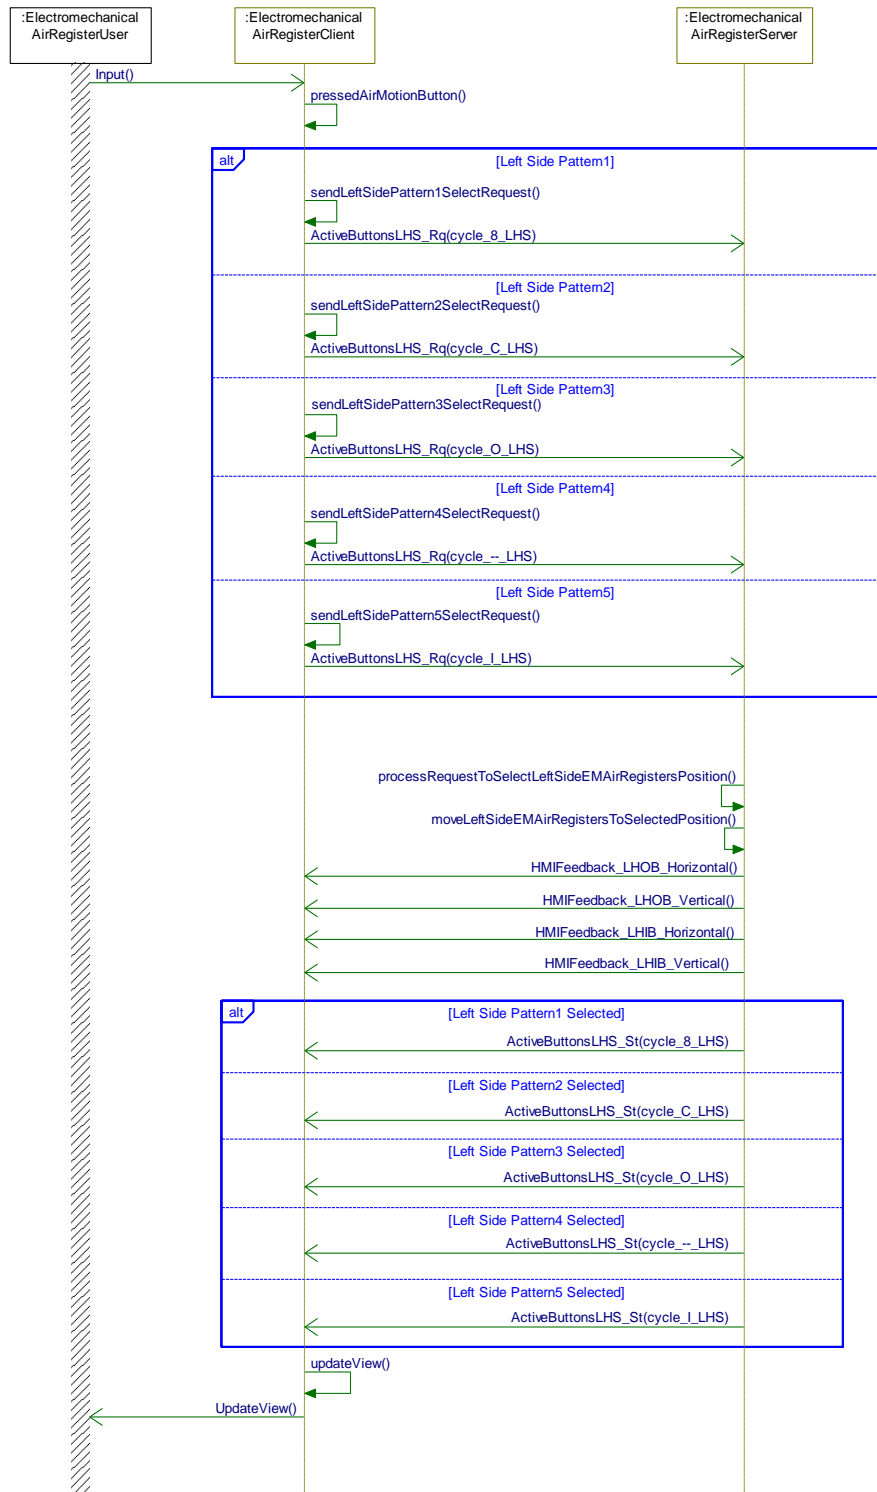 :Electromechanical
AirRegisterUser
:Electromechanical
AirRegisterClient
:Electromechanical
AirRegisterServer
Input()
pressedAirMotionButton()
alt
[Left Side Pattern1]
sendLeftSidePattern1SelectRequest()
ActiveButtonsLHS_Rq(cycle_8_LHS)
[Left Side Pattern2]
sendLeftSidePattern2SelectRequest()
ActiveButtonsLHS_Rq(cycle_C_LHS)
[Left Side Pattern3]
sendLeftSidePattern3SelectRequest()
ActiveButtonsLHS_Rq(cycle_O_LHS)
[Left Side Pattern4]
sendLeftSidePattern4SelectRequest()
ActiveButtonsLHS_Rq(cycle_--_LHS)
[Left Side Pattern5]
sendLeftSidePattern5SelectRequest()
ActiveButtonsLHS_Rq(cycle_I_LHS)
processRequestToSelectLeftSideEMAirRegistersPosition()
moveLeftSideEMAirRegistersToSelectedPosition()
HMIFeedback_LHOB_Horizontal()
HMIFeedback_LHOB_Vertical()
HMIFeedback_LHIB_Horizontal()
HMIFeedback_LHIB_Vertical()
alt
[Left Side Pattern1 Selected]
ActiveButtonsLHS_St(cycle_8_LHS)
[Left Side Pattern2 Selected]
ActiveButtonsLHS_St(cycle_C_LHS)
[Left Side Pattern3 Selected]
ActiveButtonsLHS_St(cycle_O_LHS)
[Left Side Pattern4 Selected]
ActiveButtonsLHS_St(cycle_--_LHS)
[Left Side Pattern5 Selected]
ActiveButtonsLHS_St(cycle_I_LHS)
updateView()
UpdateView()